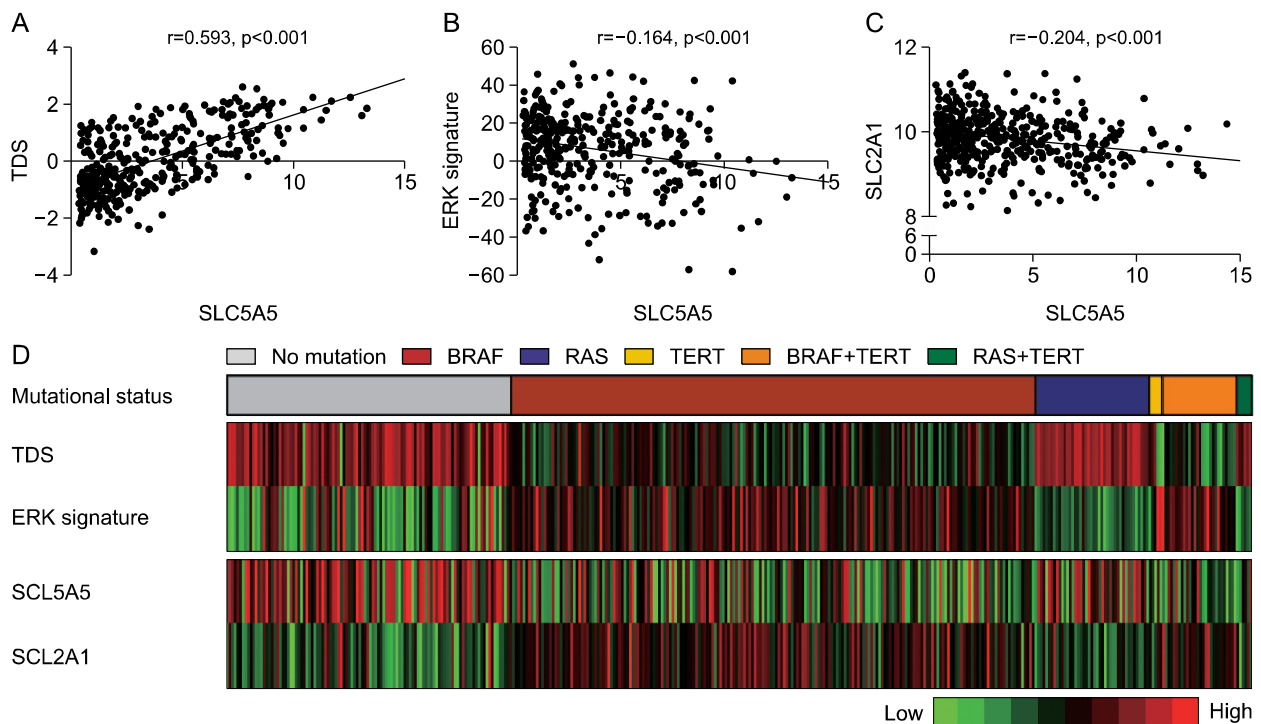 A
r=0.593, p<0.001
4
2
0
−2
−4
TDS
5
10
15
SLC5A5
B
r=−0.164, p<0.001
60
40
20
0
−20
−40
−60
ERK signature
5
10
15
SLC5A5
C
r=−0.204, p<0.001
12
10
8
6
0
SLC2A1
0
5
10
15
SLC5A5
D
No mutation BRAF RAS TERT BRAF+TERT RAS+TERT
Mutational status
TDS
ERK signature
SCL5A5
SCL2A1
Low High